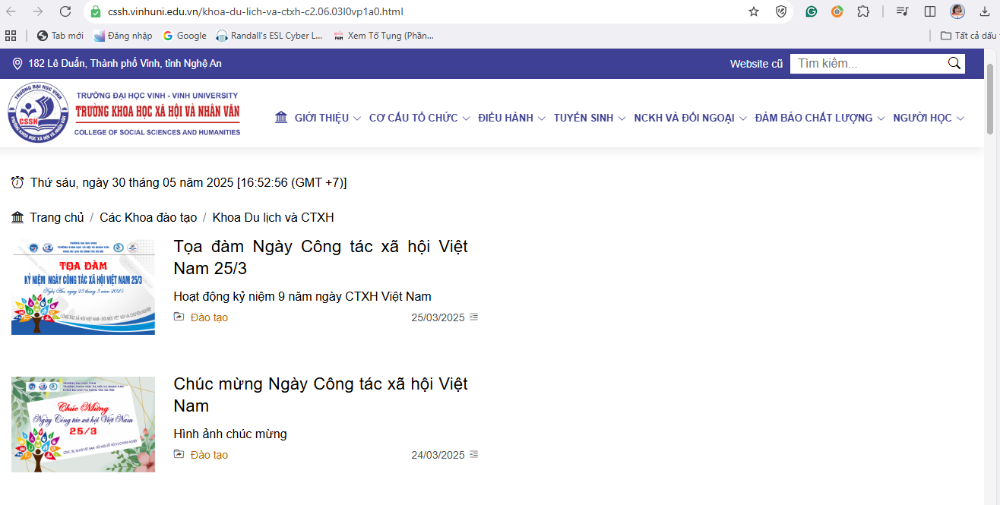 cssh.vinhuni.edu.vn/khoa-du-lich-va-ctxh-c2.06.03l0vp1a0.html
Tab mới Đăng nhập Google Randall's ESL Cyber L... Xem Tố Tụng (Phần... Tất cả dấu
182 Lê Duẩn, Thành phố Vinh, tỉnh Nghệ An Website cũ Tìm kiếm...
TRƯỜNG ĐẠI HỌC VINH - VINH UNIVERSITY
TRƯỜNG KHOA HỌC XÃ HỘI VÀ NHÂN VĂN
COLLEGE OF SOCIAL SCIENCES AND HUMANITIES
CSSH
GIỚI THIỆU CƠ CẤU TỔ CHỨC ĐIỀU HÀNH TUYỂN SINH NCKH VÀ ĐỐI NGOẠI ĐẢM BẢO CHẤT LƯỢNG NGƯỜI HỌC
Thứ sáu, ngày 30 tháng 05 năm 2025 [16:52:56 (GMT +7)]
Trang chủ / Các Khoa đào tạo / Khoa Du lịch và CTXH
TỌA ĐÀM
KỶ NIỆM NGÀY CÔNG TÁC XÃ HỘI VIỆT NAM 25/3
Nghệ An, ngày 23 tháng 3 năm 2025
Tọa đàm Ngày Công tác xã hội Việt
Nam 25/3
Hoạt động kỷ niệm 9 năm ngày CTXH Việt Nam
Đào tạo 25/03/2025
Chúc Mừng
Ngày Công tác xã hội Việt Nam
25/3
Chúc mừng Ngày Công tác xã hội Việt
Nam
Hình ảnh chúc mừng
Đào tạo 24/03/2025